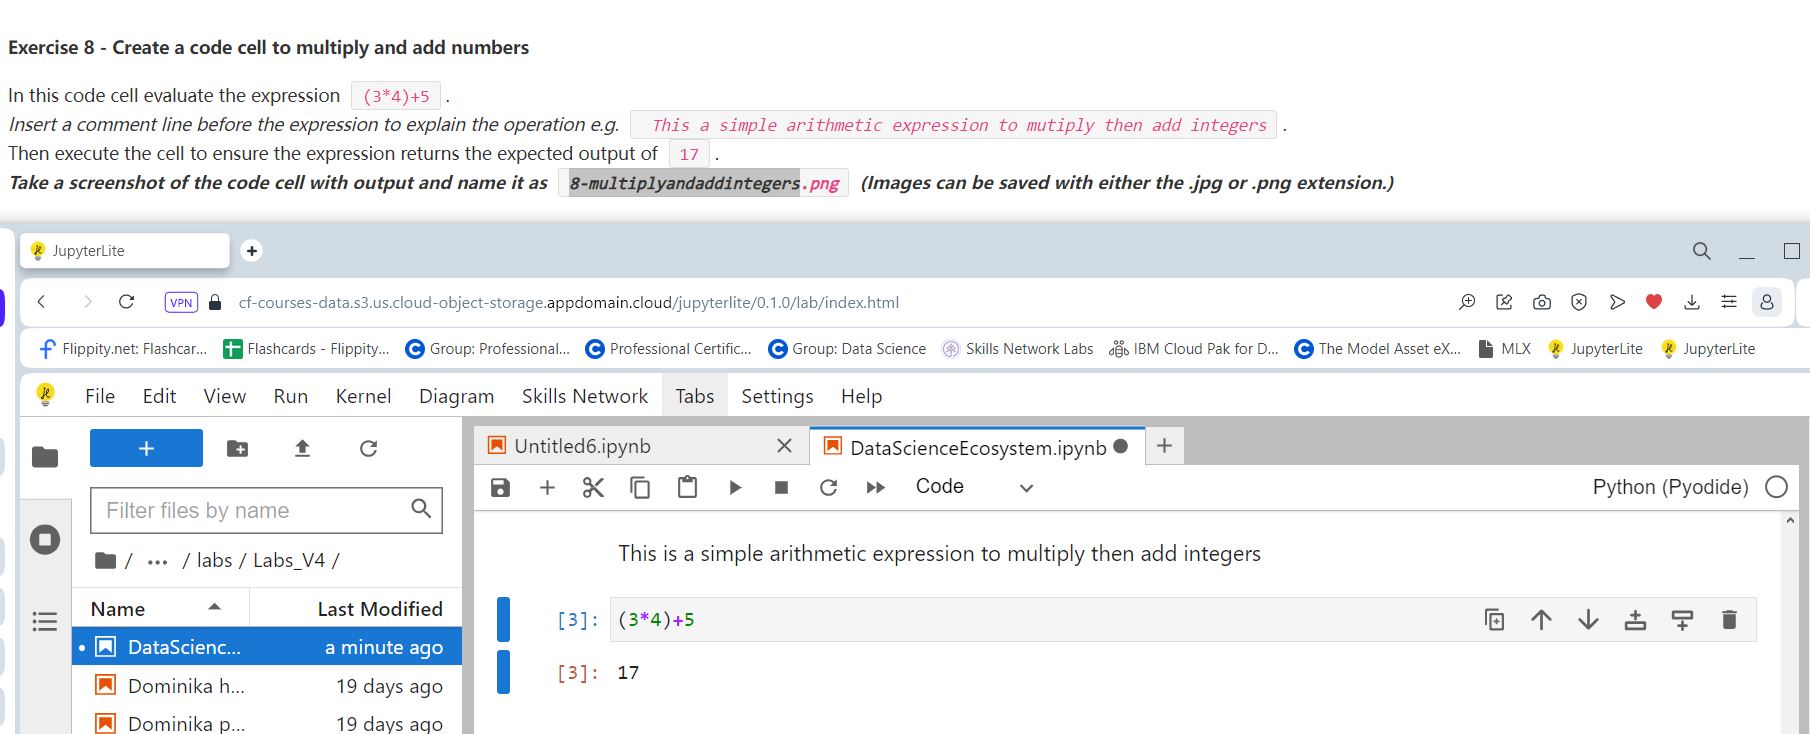 Exercise 8 - Create a code cell to multiply and add numbers
In this code cell evaluate the expression (3*4)+5 .
Insert a comment line before the expression to explain the operation e.g. This a simple arithmetic expression to mutiply then add integers .
Then execute the cell to ensure the expression returns the expected output of 17 .
Take a screenshot of the code cell with output and name it as 8-multiplyandaddintegers.png (Images can be saved with either the .jpg or .png extension.)
JupyterLite
VPN cf-courses-data.s3.us.cloud-object-storage.appdomain.cloud/jupyterlite/0.1.0/lab/index.html
Flippity.net: Flashcar... Flashcards - Flippity... Group: Professional... Professional Certific... Group: Data Science Skills Network Labs IBM Cloud Pak for D... The Model Asset eX... MLX JupyterLite JupyterLite
File Edit View Run Kernel Diagram Skills Network Tabs Settings Help
Untitled6.ipynb DataScienceEcosystem.ipynb
Code Python (Pyodide)
Filter files by name
/ ... / labs / Labs_V4 /
Name Last Modified
DataScienc... a minute ago
Dominika h... 19 days ago
Dominika p... 19 days ago
This is a simple arithmetic expression to multiply then add integers
[3]: (3*4)+5
[3]: 17